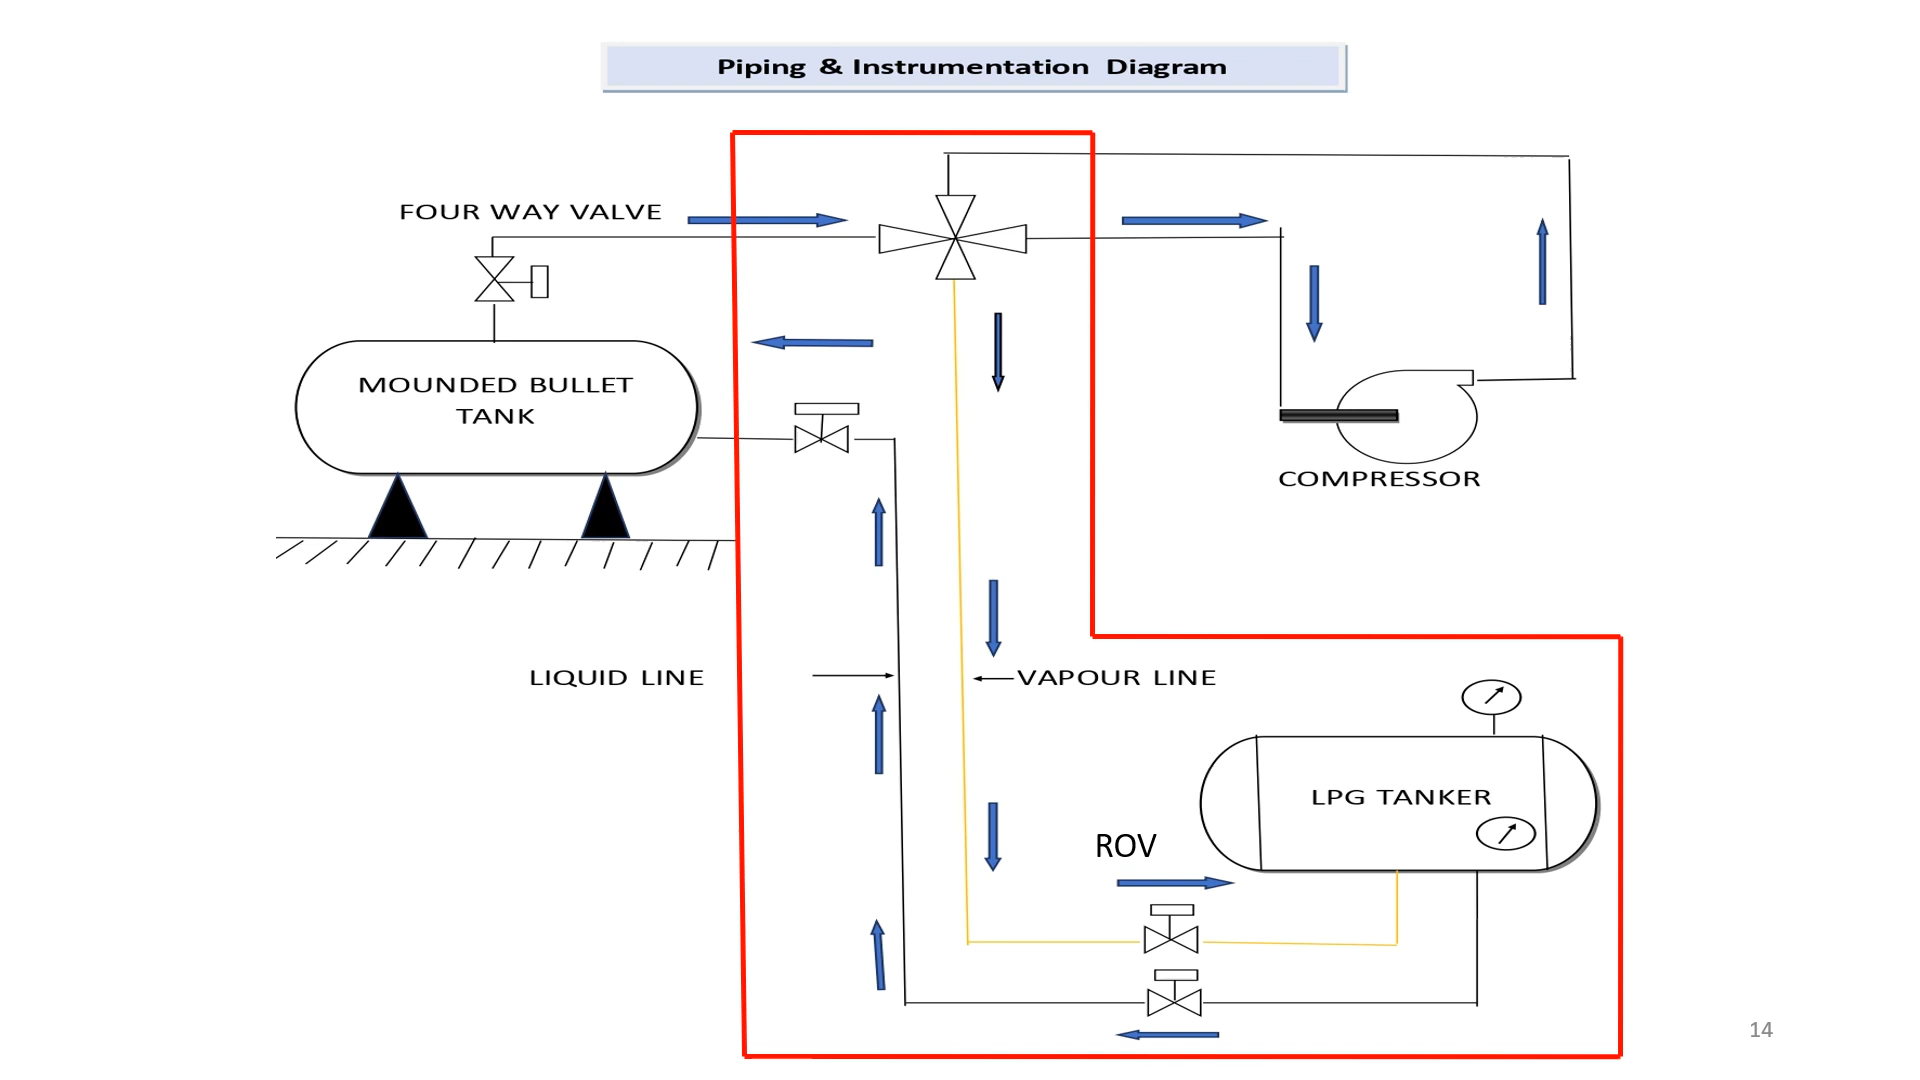 Piping & Instrumentation Diagram
FOUR WAY VALVE
MOUNDED BULLET
TANK
COMPRESSOR
LIQUID LINE
VAPOUR LINE
LPG TANKER
ROV
14